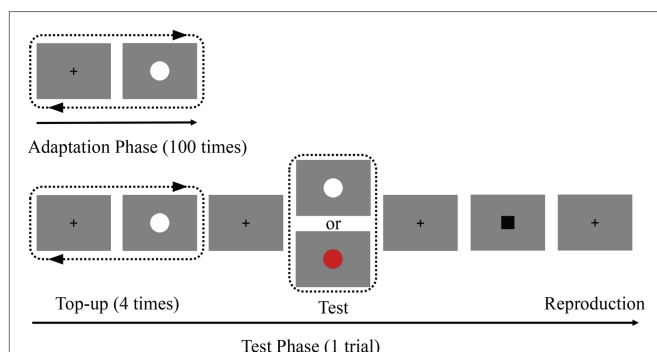 Adaptation Phase (100 times)
or
Top-up (4 times)
Test
Reproduction
Test Phase (1 trial)